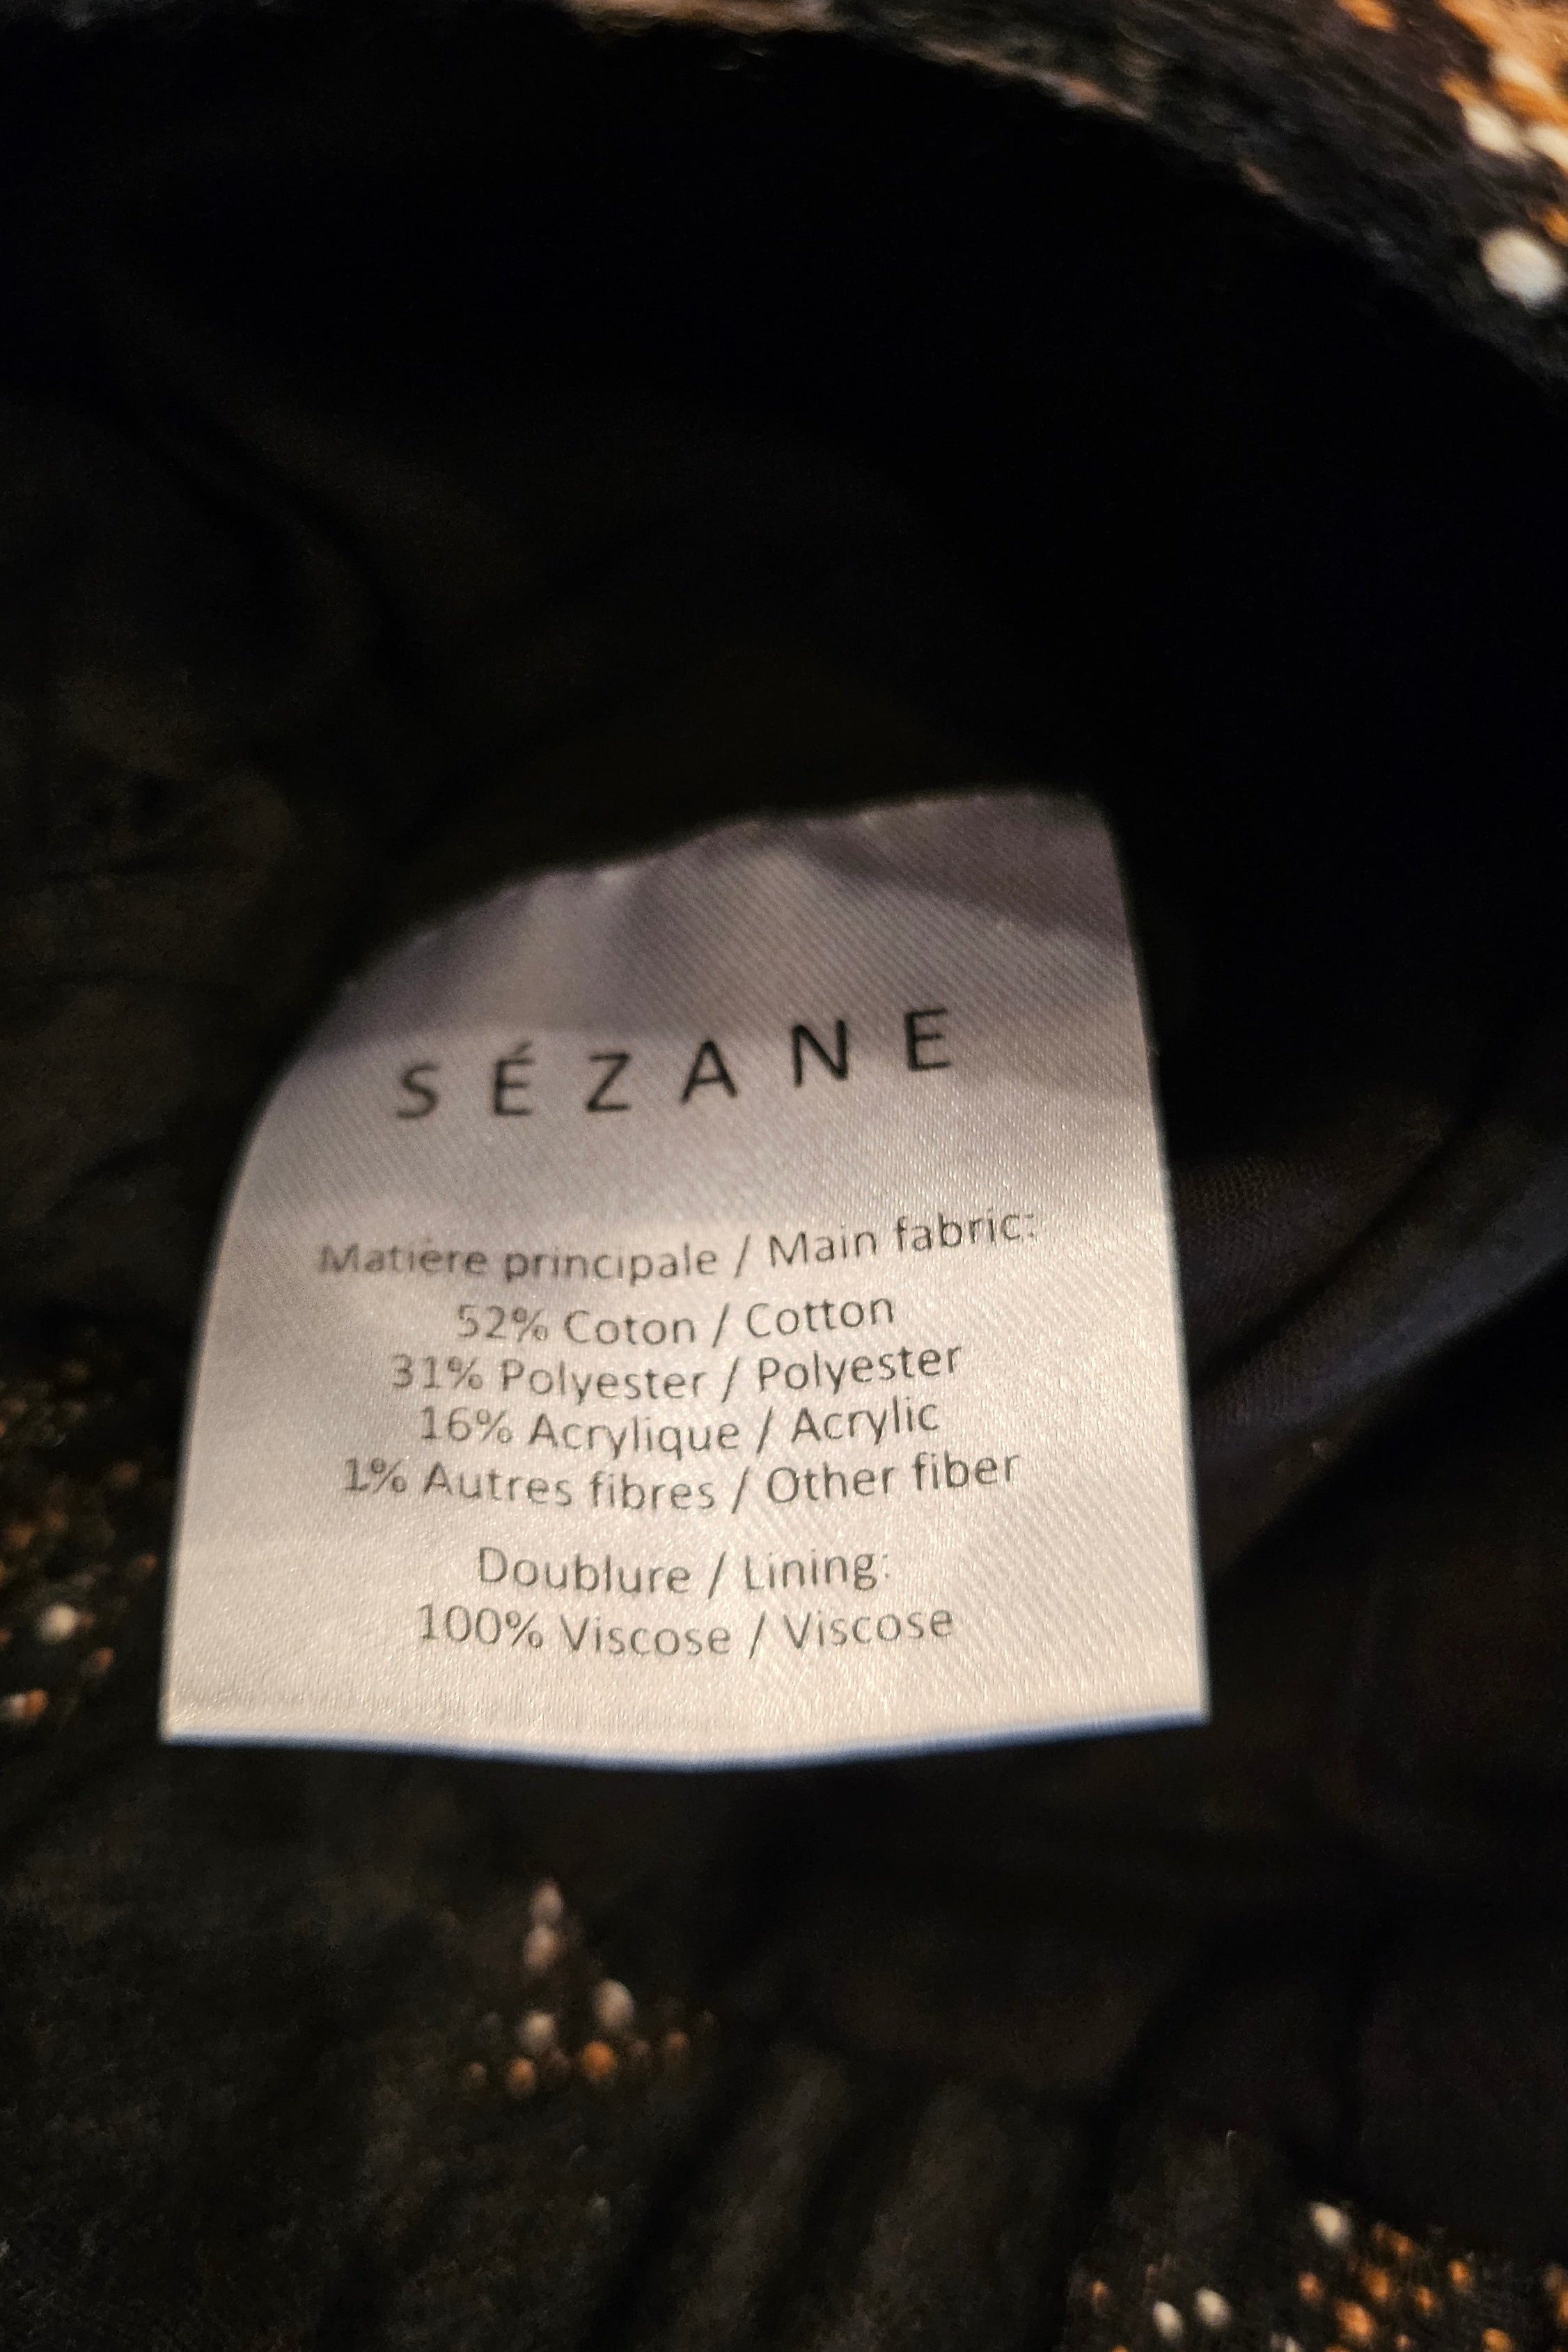 SÉZANE
Matière principale / Main fabric:
52% Coton / Cotton
31% Polyester / Polyester
16% Acrylique / Acrylic
1% Autres fibres / Other fiber
Doublure / Lining:
100% Viscose / Viscose